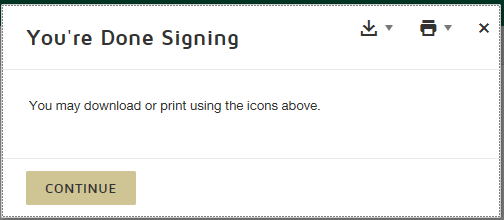 You're Done Signing
You may download or print using the icons above.
CONTINUE